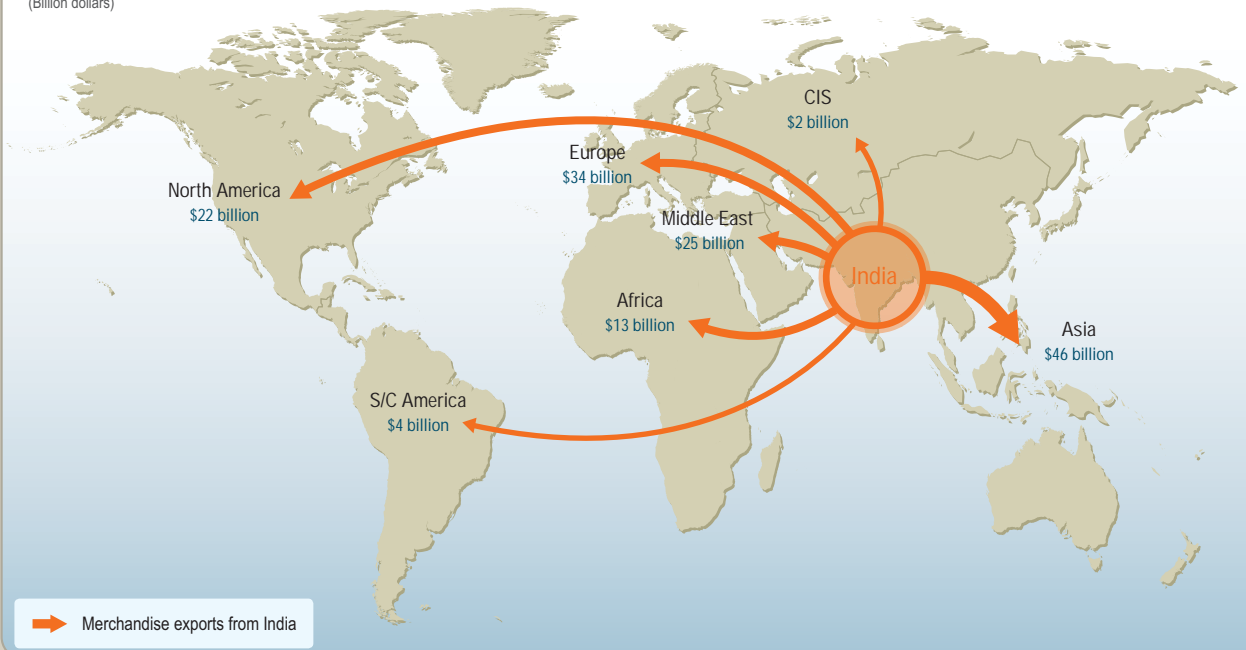 (Billion dollars)
CIS
$2 billion
Europe
$34 billion
North America
$22 billion
Middle East
$25 billion
India
Africa
$13 billion
Asia
$46 billion
S/C America
$4 billion
Merchandise exports from India